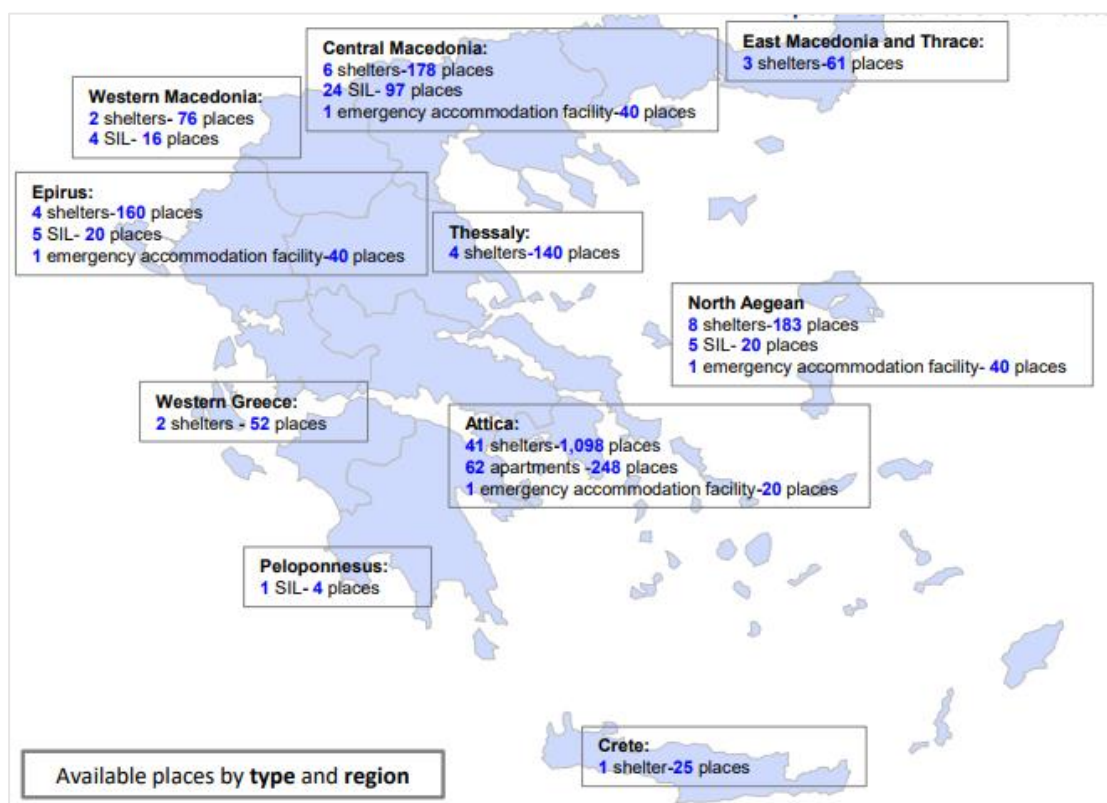 Central Macedonia:
6 shelters-178 places
24 SIL- 97 places
1 emergency accommodation facility-40 places
East Macedonia and Thrace:
3 shelters-61 places
Western Macedonia:
2 shelters- 76 places
4 SIL- 16 places
Epirus:
4 shelters-160 places
5 SIL- 20 places
1 emergency accommodation facility-40 places
Thessaly:
4 shelters-140 places
North Aegean
8 shelters-183 places
5 SIL- 20 places
1 emergency accommodation facility- 40 places
Western Greece:
2 shelters - 52 places
Attica:
41 shelters-1,098 places
62 apartments -248 places
1 emergency accommodation facility-20 places
Peloponnesus:
1 SIL- 4 places
Crete:
1 shelter-25 places
Available places by type and region